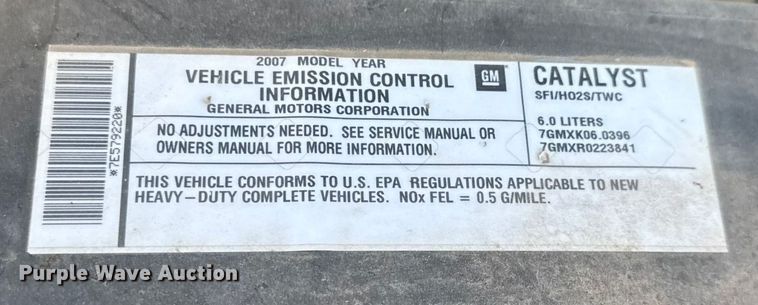 2007 MODEL YEAR
VEHICLE EMISSION CONTROL
INFORMATION
GENERAL MOTORS CORPORATION
GM
CATALYST
SFI/HO2S/TWC
NO ADJUSTMENTS NEEDED. SEE SERVICE MANUAL OR
OWNERS MANUAL FOR MORE INFORMATION.
6.0 LITERS
7GMXK06.0396
7GMXR0223841
THIS VEHICLE CONFORMS TO U.S. EPA REGULATIONS APPLICABLE TO NEW
HEAVY-DUTY COMPLETE VEHICLES. NOx FEL = 0.5 G/MILE.
*7E579220*
Purple Wave Auction